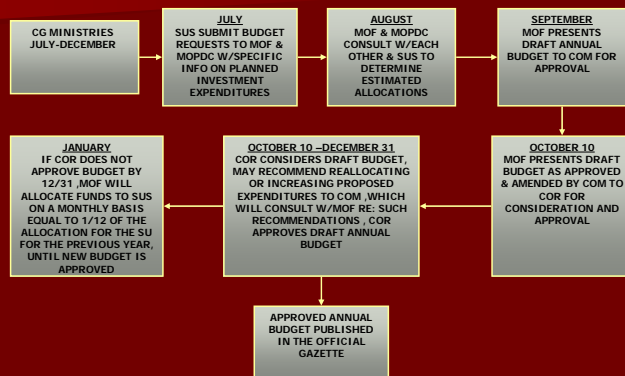 CG MINISTRIES
JULY-DECEMBER
JULY
SUS SUBMIT BUDGET
REQUESTS TO MOF &
MOPDC W/SPECIFIC
INFO ON PLANNED
INVESTMENT
EXPENDITURES
AUGUST
MOF & MOPDC
CONSULT W/EACH
OTHER & SUS TO
DETERMINE
ESTIMATED
ALLOCATIONS
SEPTEMBER
MOF PRESENTS
DRAFT ANNUAL
BUDGET TO COM FOR
APPROVAL
OCTOBER 10
MOF PRESENTS DRAFT
BUDGET AS APPROVED
& AMENDED BY COM TO
COR FOR
CONSIDERATION AND
APPROVAL
OCTOBER 10 –DECEMBER 31
COR CONSIDERS DRAFT BUDGET,
MAY RECOMMEND REALLOCATING
OR INCREASING PROPOSED
EXPENDITURES TO COM ,WHICH
WILL CONSULT W/MOF RE: SUCH
RECOMMENDATIONS , COR
APPROVES DRAFT ANNUAL
BUDGET
JANUARY
IF COR DOES NOT
APPROVE BUDGET BY
12/31 ,MOF WILL
ALLOCATE FUNDS TO SUS
ON A MONTHLY BASIS
EQUAL TO 1/12 OF THE
ALLOCATION FOR THE SU
FOR THE PREVIOUS YEAR,
UNTIL NEW BUDGET IS
APPROVED
APPROVED ANNUAL
BUDGET PUBLISHED
IN THE OFFICIAL
GAZETTE